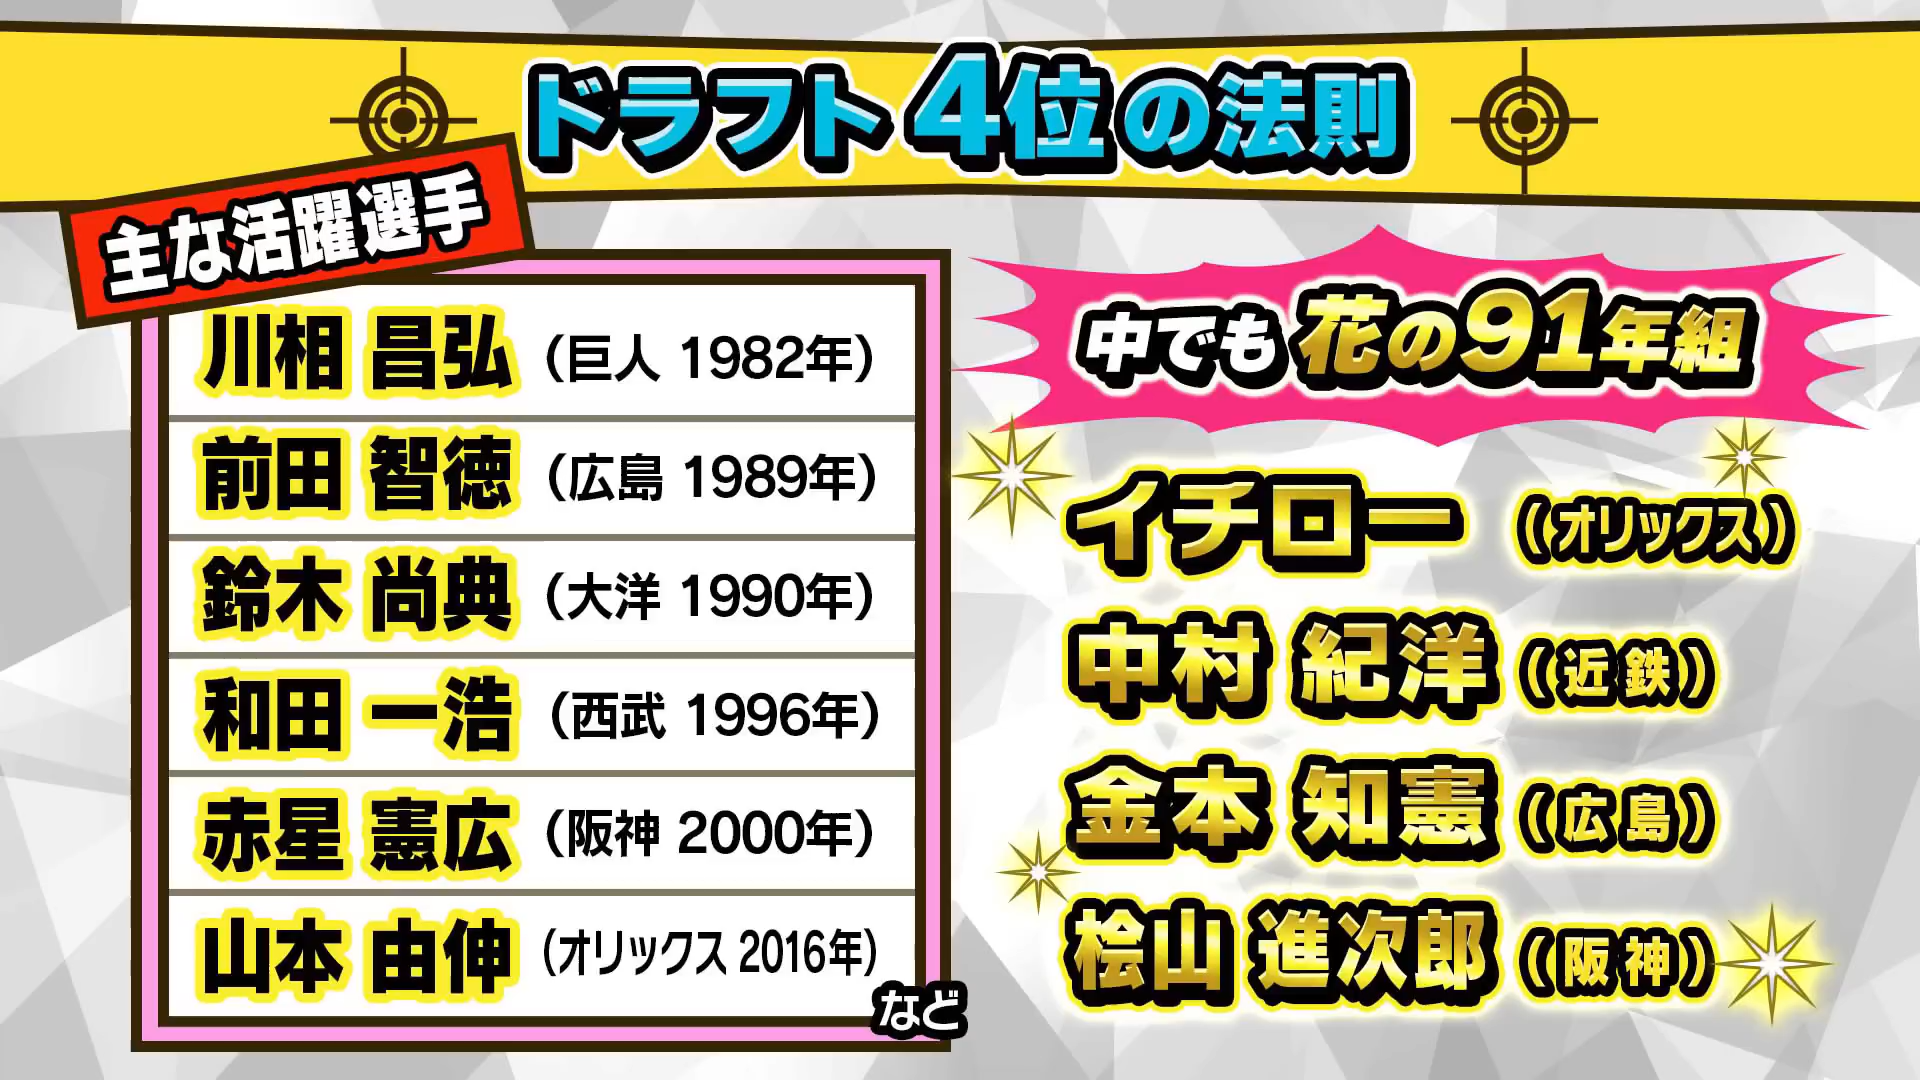 ドラフト4位の法則
主な活躍選手
川相 昌弘（巨人 1982年）
前田 智徳（広島 1989年）
鈴木 尚典（大洋 1990年）
和田 一浩（西武 1996年）
赤星 憲広（阪神 2000年）
山本 由伸（オリックス 2016年）
など
中でも 花の91年組
イチロー（オリックス）
中村 紀洋（近鉄）
金本 知憲（広島）
桧山 進次郎（阪神）